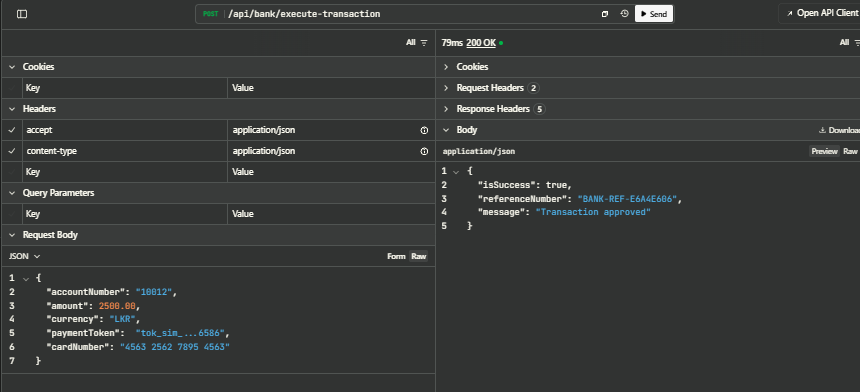 POST /api/bank/execute-transaction Send Open API Client
All
Cookies
Key Value
Headers
accept application/json
content-type application/json
Key Value
Query Parameters
Key Value
Request Body
JSON Form Raw
1 {
2 "accountNumber": "10012",
3 "amount": 2500.00,
4 "currency": "LKR",
5 "paymentToken": "tok_sim_...6586",
6 "cardNumber": "4563 2562 7895 4563"
7 }
79ms 200 OK All
Cookies
Request Headers 2
Response Headers 5
Body Downloa
application/json Preview Raw
1 {
2 "isSuccess": true,
3 "referenceNumber": "BANK-REF-E6A4E606",
4 "message": "Transaction approved"
5 }